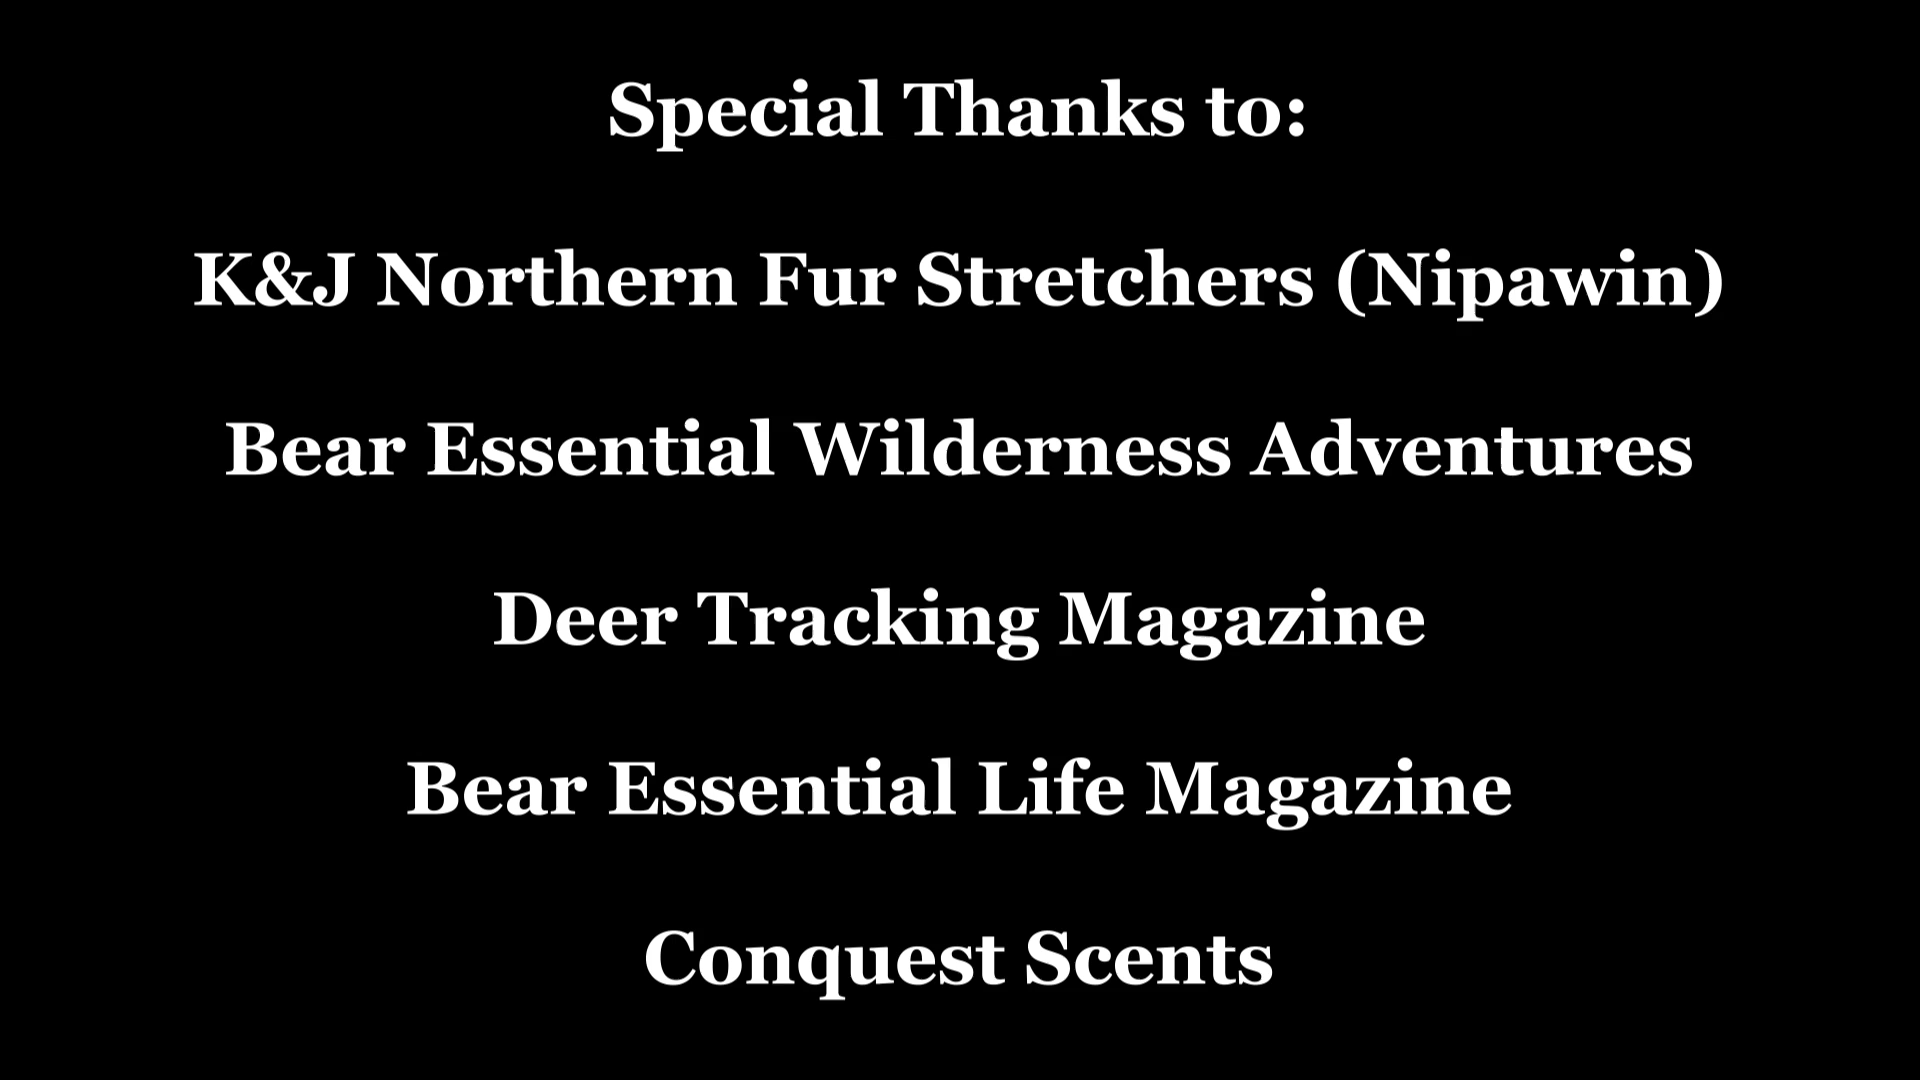 Special Thanks to:
K&J Northern Fur Stretchers (Nipawin)
Bear Essential Wilderness Adventures
Deer Tracking Magazine
Bear Essential Life Magazine
Conquest Scents